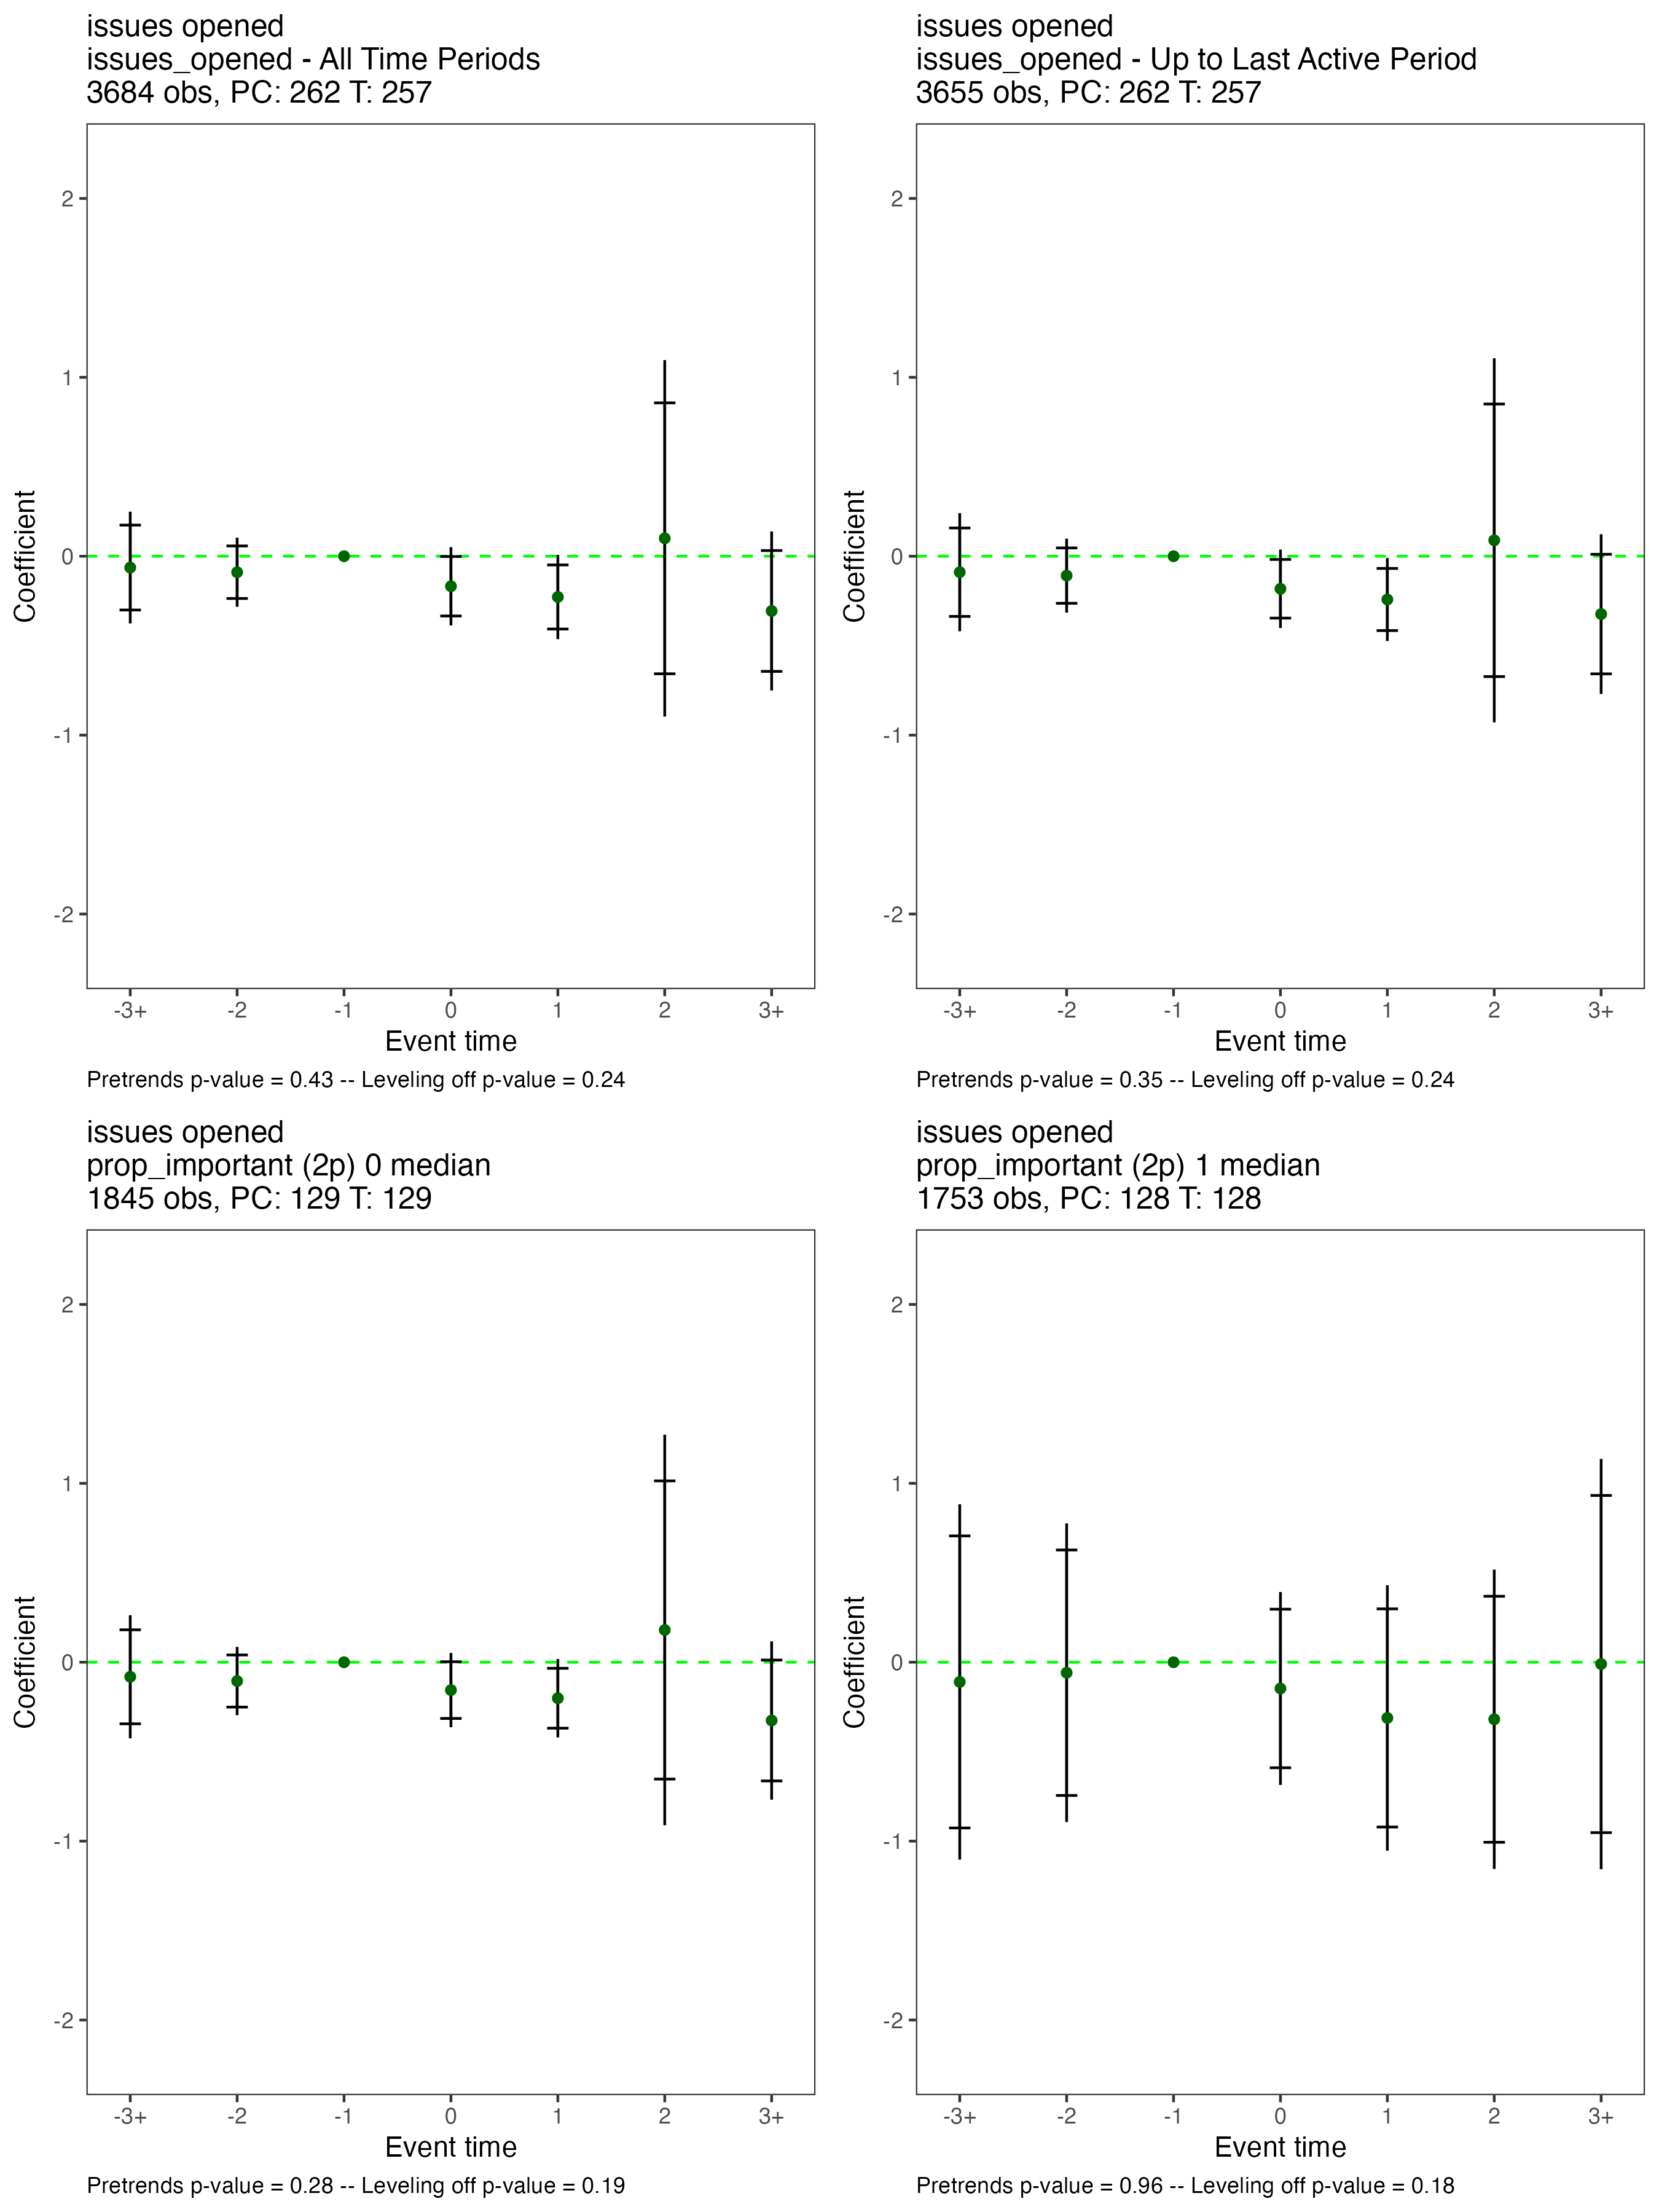 issues opened
issues_opened - All Time Periods
3684 obs, PC: 262 T: 257
2
1
0
-1
-2
Coefficient
-3+ -2 -1 0 1 2 3+
Event time
Pretrends p-value = 0.43 -- Leveling off p-value = 0.24
issues opened
issues_opened - Up to Last Active Period
3655 obs, PC: 262 T: 257
2
1
0
-1
-2
Coefficient
-3+ -2 -1 0 1 2 3+
Event time
Pretrends p-value = 0.35 -- Leveling off p-value = 0.24
issues opened
prop_important (2p) 0 median
1845 obs, PC: 129 T: 129
2
1
0
-1
-2
Coefficient
-3+ -2 -1 0 1 2 3+
Event time
Pretrends p-value = 0.28 -- Leveling off p-value = 0.19
issues opened
prop_important (2p) 1 median
1753 obs, PC: 128 T: 128
2
1
0
-1
-2
Coefficient
-3+ -2 -1 0 1 2 3+
Event time
Pretrends p-value = 0.96 -- Leveling off p-value = 0.18